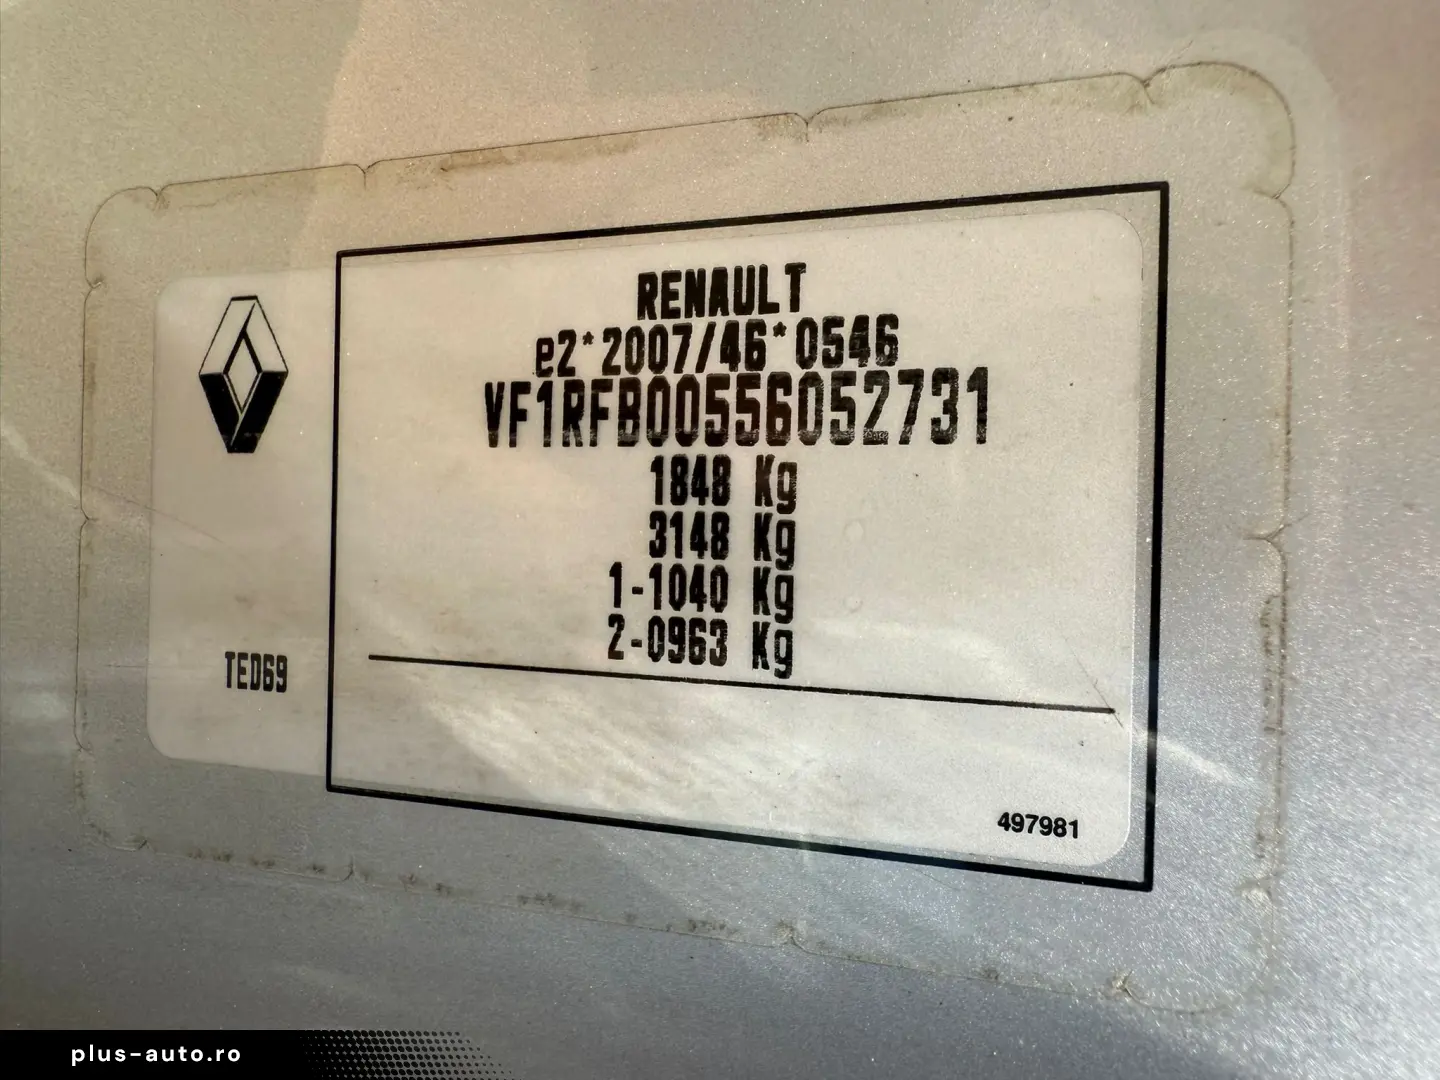 RENAULT
e2*2007/46*0546
VF1RFB00556052731
1848 Kg
3148 Kg
1-1040 Kg
2-0963 Kg
TED69
497981
plus-auto.ro